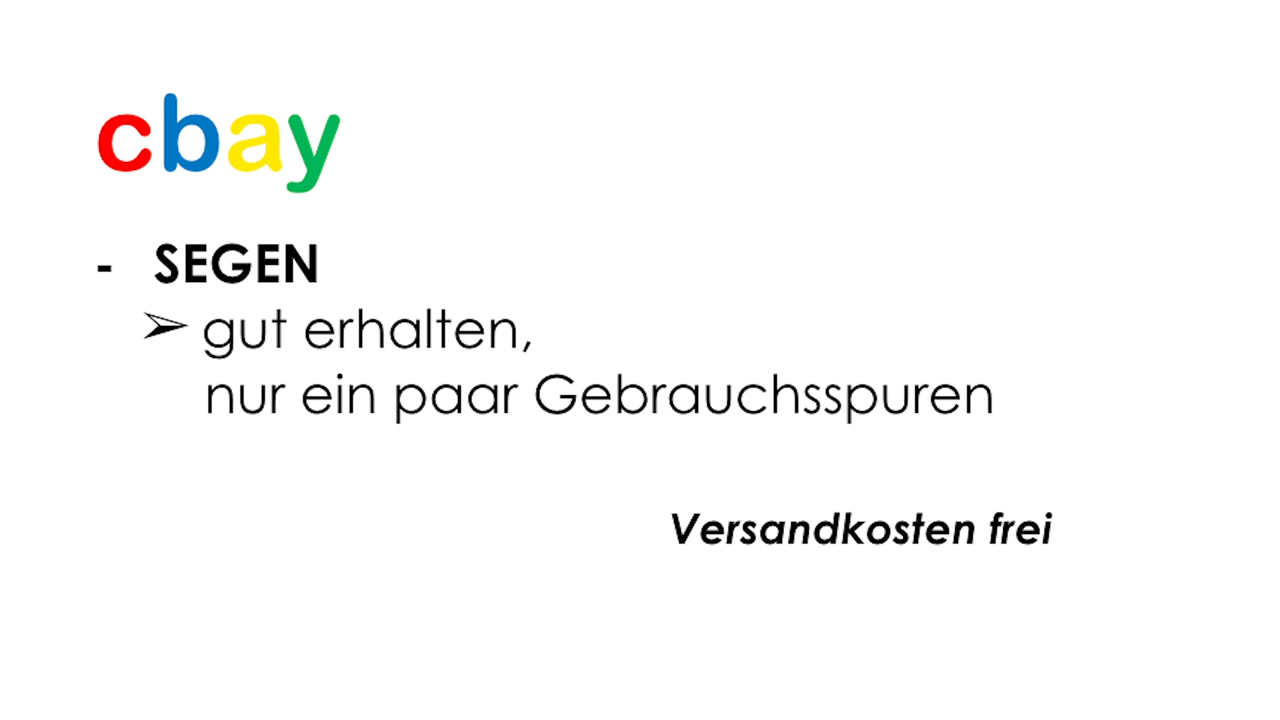 cbay
- SEGEN
➢ gut erhalten,
nur ein paar Gebrauchsspuren
Versandkosten frei